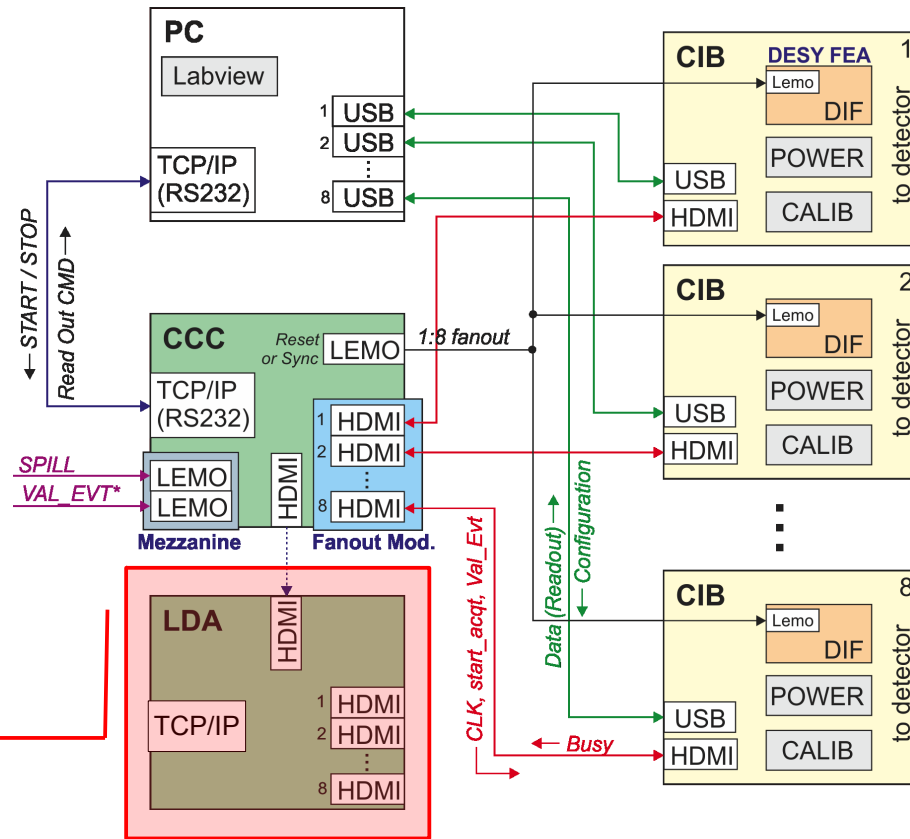 PC
Labview
1 USB
2 USB
⋮
8 USB
TCP/IP
(RS232)
← START / STOP
Read Out CMD →
CCC
Reset
or Sync
LEMO
1:8 fanout
TCP/IP
(RS232)
SPILL
VAL_EVT*
LEMO
LEMO
Mezzanine
HDMI
1 HDMI
2 HDMI
⋮
8 HDMI
Fanout Mod.
LDA
HDMI
TCP/IP
1 HDMI
2 HDMI
⋮
8 HDMI
CLK, start_acqt, Val_Evt
← Busy
Data (Readout) →
← Configuration
CIB
1
DESY FEA
Lemo
DIF
POWER
CALIB
USB
HDMI
to detector
CIB
2
Lemo
DIF
POWER
CALIB
USB
HDMI
to detector
⋮
CIB
8
Lemo
DIF
POWER
CALIB
USB
HDMI
to detector